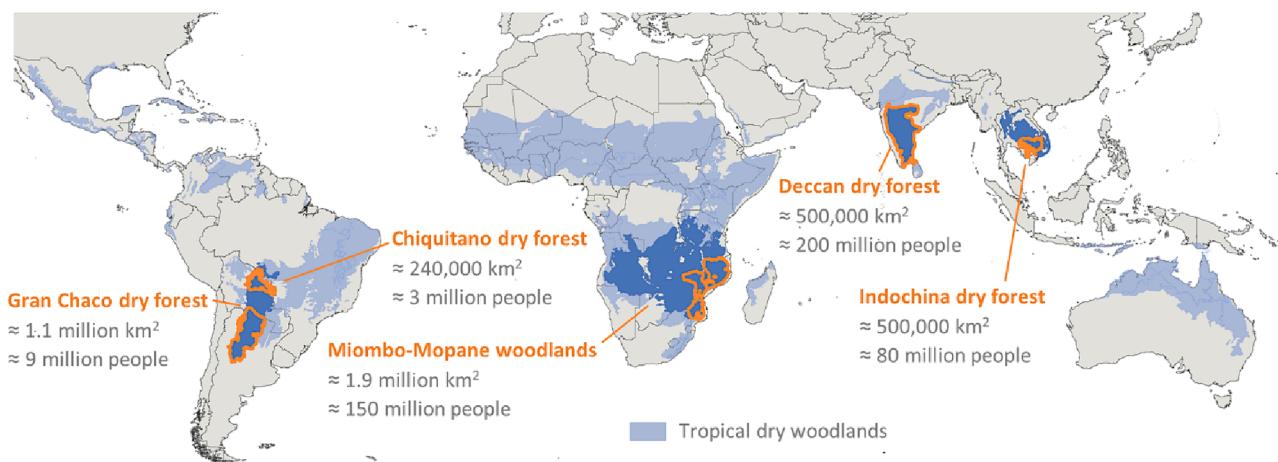 Deccan dry forest
≈ 500,000 km²
≈ 200 million people
Chiquitano dry forest
≈ 240,000 km²
≈ 3 million people
Gran Chaco dry forest
≈ 1.1 million km²
≈ 9 million people
Indochina dry forest
≈ 500,000 km²
≈ 80 million people
Miombo-Mopane woodlands
≈ 1.9 million km²
≈ 150 million people
Tropical dry woodlands